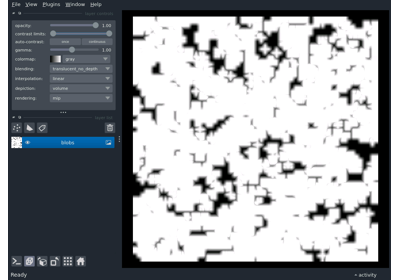 File View Plugins Window Help
opacity: 1.00
contrast limits:
auto-contrast: once continuous
gamma: 1.00
colormap: gray
blending: translucent_no_depth
interpolation: linear
depiction: volume
rendering: mip
blobs
Ready activity